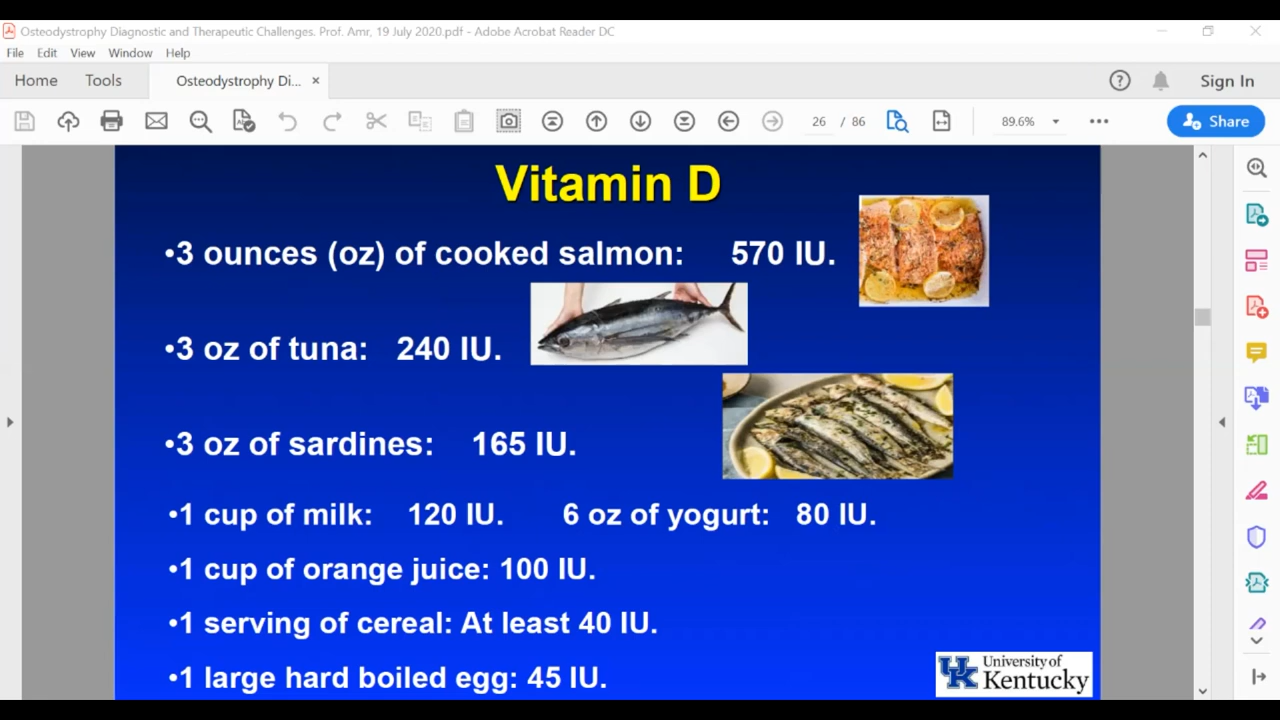 Osteodystrophy Diagnostic and Therapeutic Challenges. Prof. Amr, 19 July 2020.pdf - Adobe Acrobat Reader DC
File Edit View Window Help
Home Tools Osteodystrophy Di... × Sign In
26 / 86 89.6% Share
Vitamin D
•3 ounces (oz) of cooked salmon: 570 IU.
•3 oz of tuna: 240 IU.
•3 oz of sardines: 165 IU.
•1 cup of milk: 120 IU. 6 oz of yogurt: 80 IU.
•1 cup of orange juice: 100 IU.
•1 serving of cereal: At least 40 IU.
•1 large hard boiled egg: 45 IU.
UK University of
Kentucky